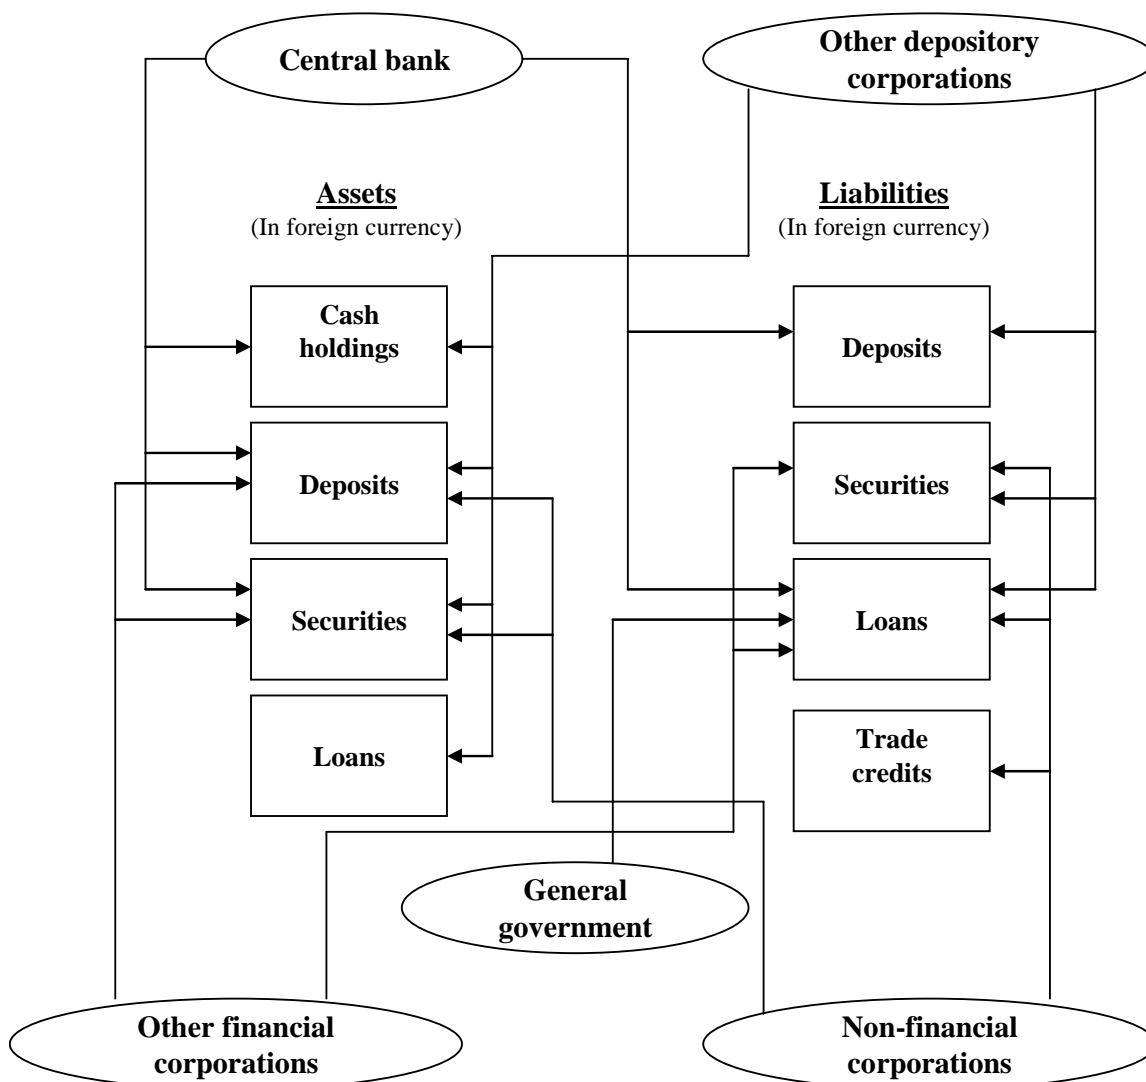 Central bank
Other depository
corporations
Assets
(In foreign currency)
Liabilities
(In foreign currency)
Cash
holdings
Deposits
Deposits
Securities
Securities
Loans
Loans
Trade
credits
General
government
Other financial
corporations
Non-financial
corporations